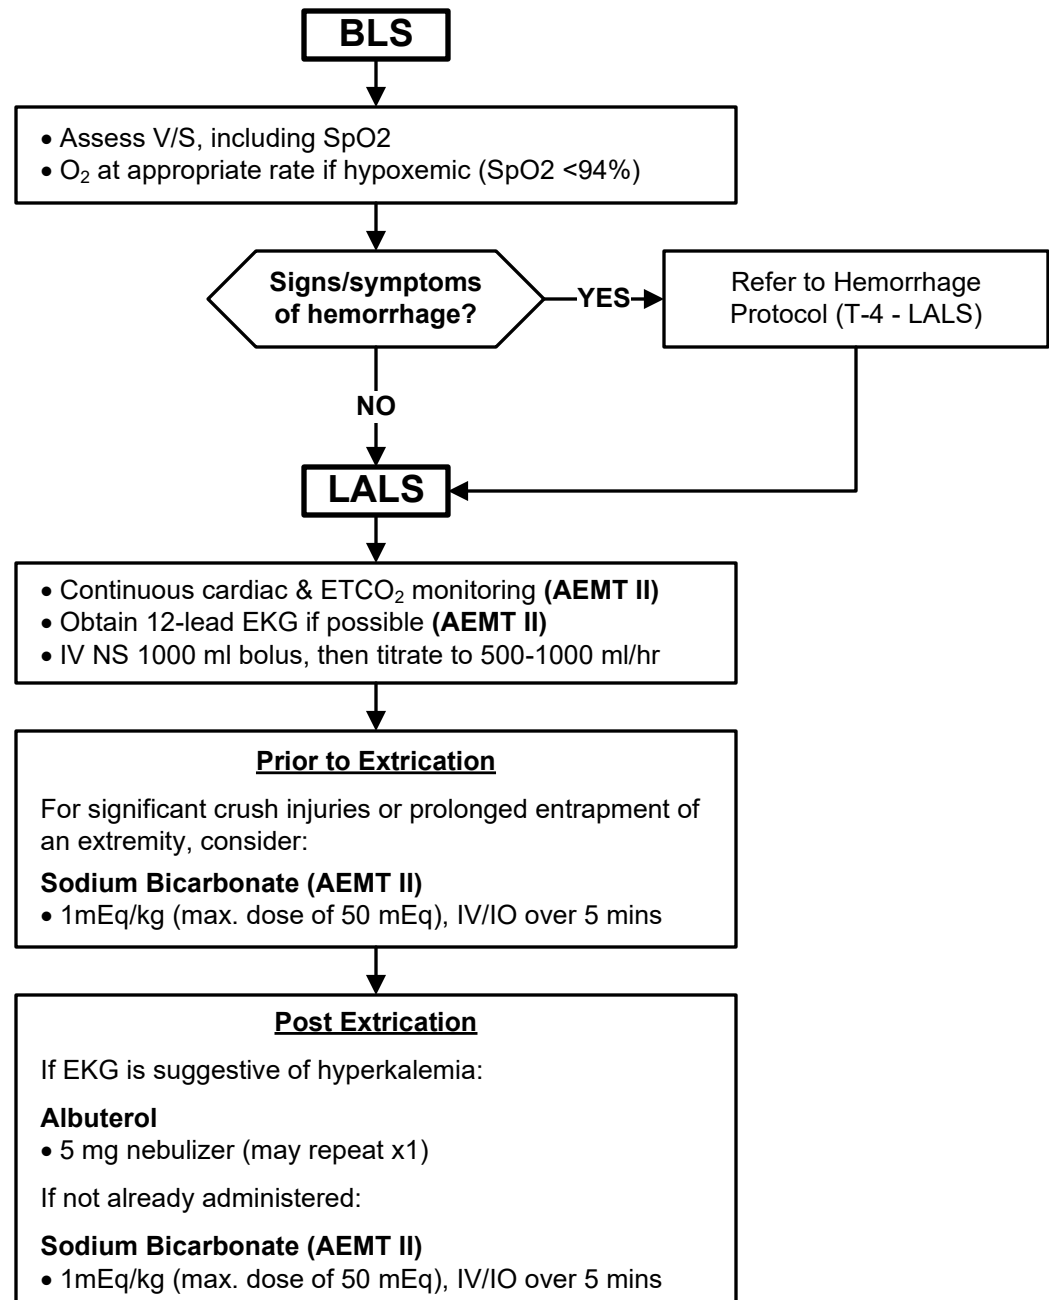 BLS
• Assess V/S, including SpO2
• O₂ at appropriate rate if hypoxemic (SpO2 <94%)
Signs/symptoms
of hemorrhage?
YES
Refer to Hemorrhage
Protocol (T-4 - LALS)
NO
LALS
• Continuous cardiac & ETCO₂ monitoring (AEMT II)
• Obtain 12-lead EKG if possible (AEMT II)
• IV NS 1000 ml bolus, then titrate to 500-1000 ml/hr
Prior to Extrication
For significant crush injuries or prolonged entrapment of
an extremity, consider:
Sodium Bicarbonate (AEMT II)
• 1mEq/kg (max. dose of 50 mEq), IV/IO over 5 mins
Post Extrication
If EKG is suggestive of hyperkalemia:
Albuterol
• 5 mg nebulizer (may repeat x1)
If not already administered:
Sodium Bicarbonate (AEMT II)
• 1mEq/kg (max. dose of 50 mEq), IV/IO over 5 mins